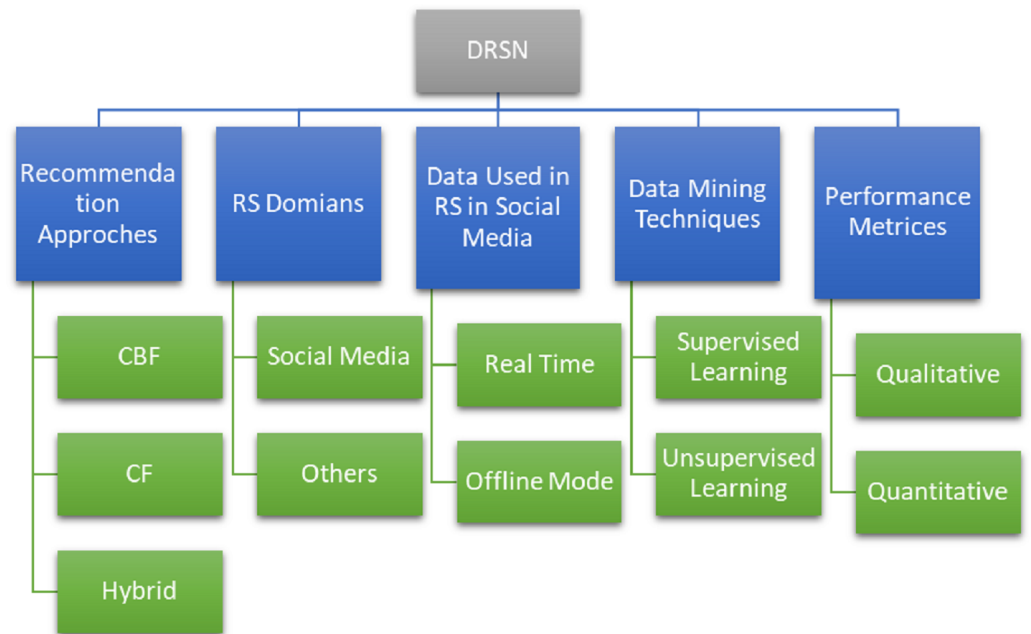 DRSN
Recommenda
tion
Approches
RS Domians
Data Used in
RS in Social
Media
Data Mining
Techniques
Performance
Metrices
CBF
CF
Hybrid
Social Media
Others
Real Time
Offline Mode
Supervised
Learning
Unsupervised
Learning
Qualitative
Quantitative